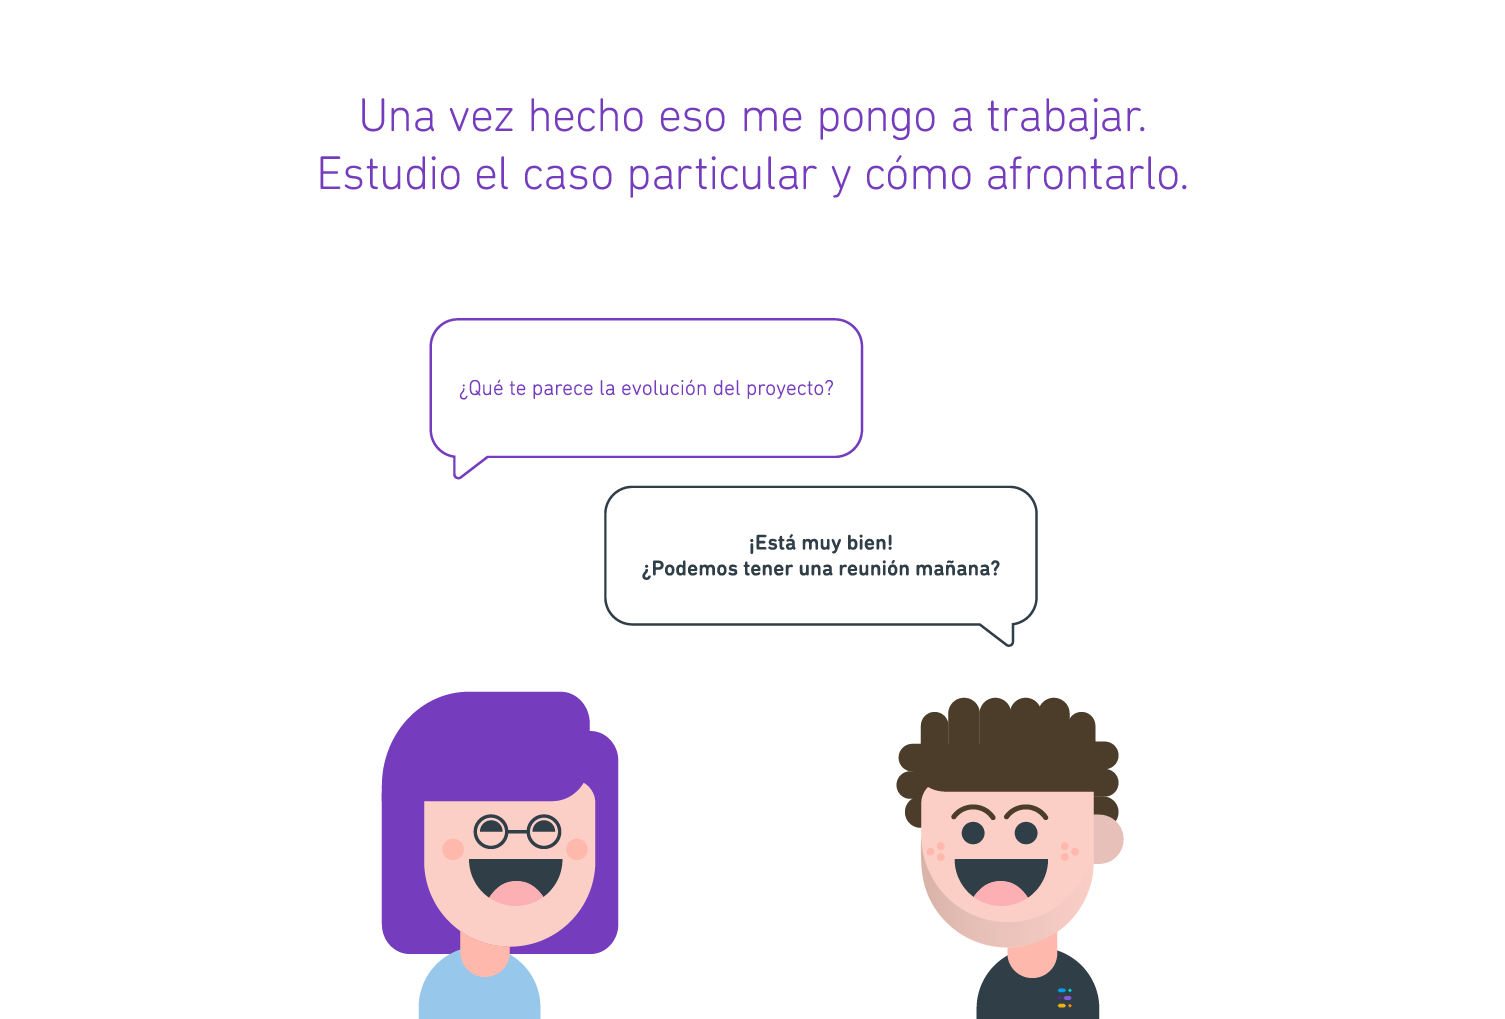 Una vez hecho eso me pongo a trabajar.
Estudio el caso particular y cómo afrontarlo.
¿Qué te parece la evolución del proyecto?
¡Está muy bien!
¿Podemos tener una reunión mañana?